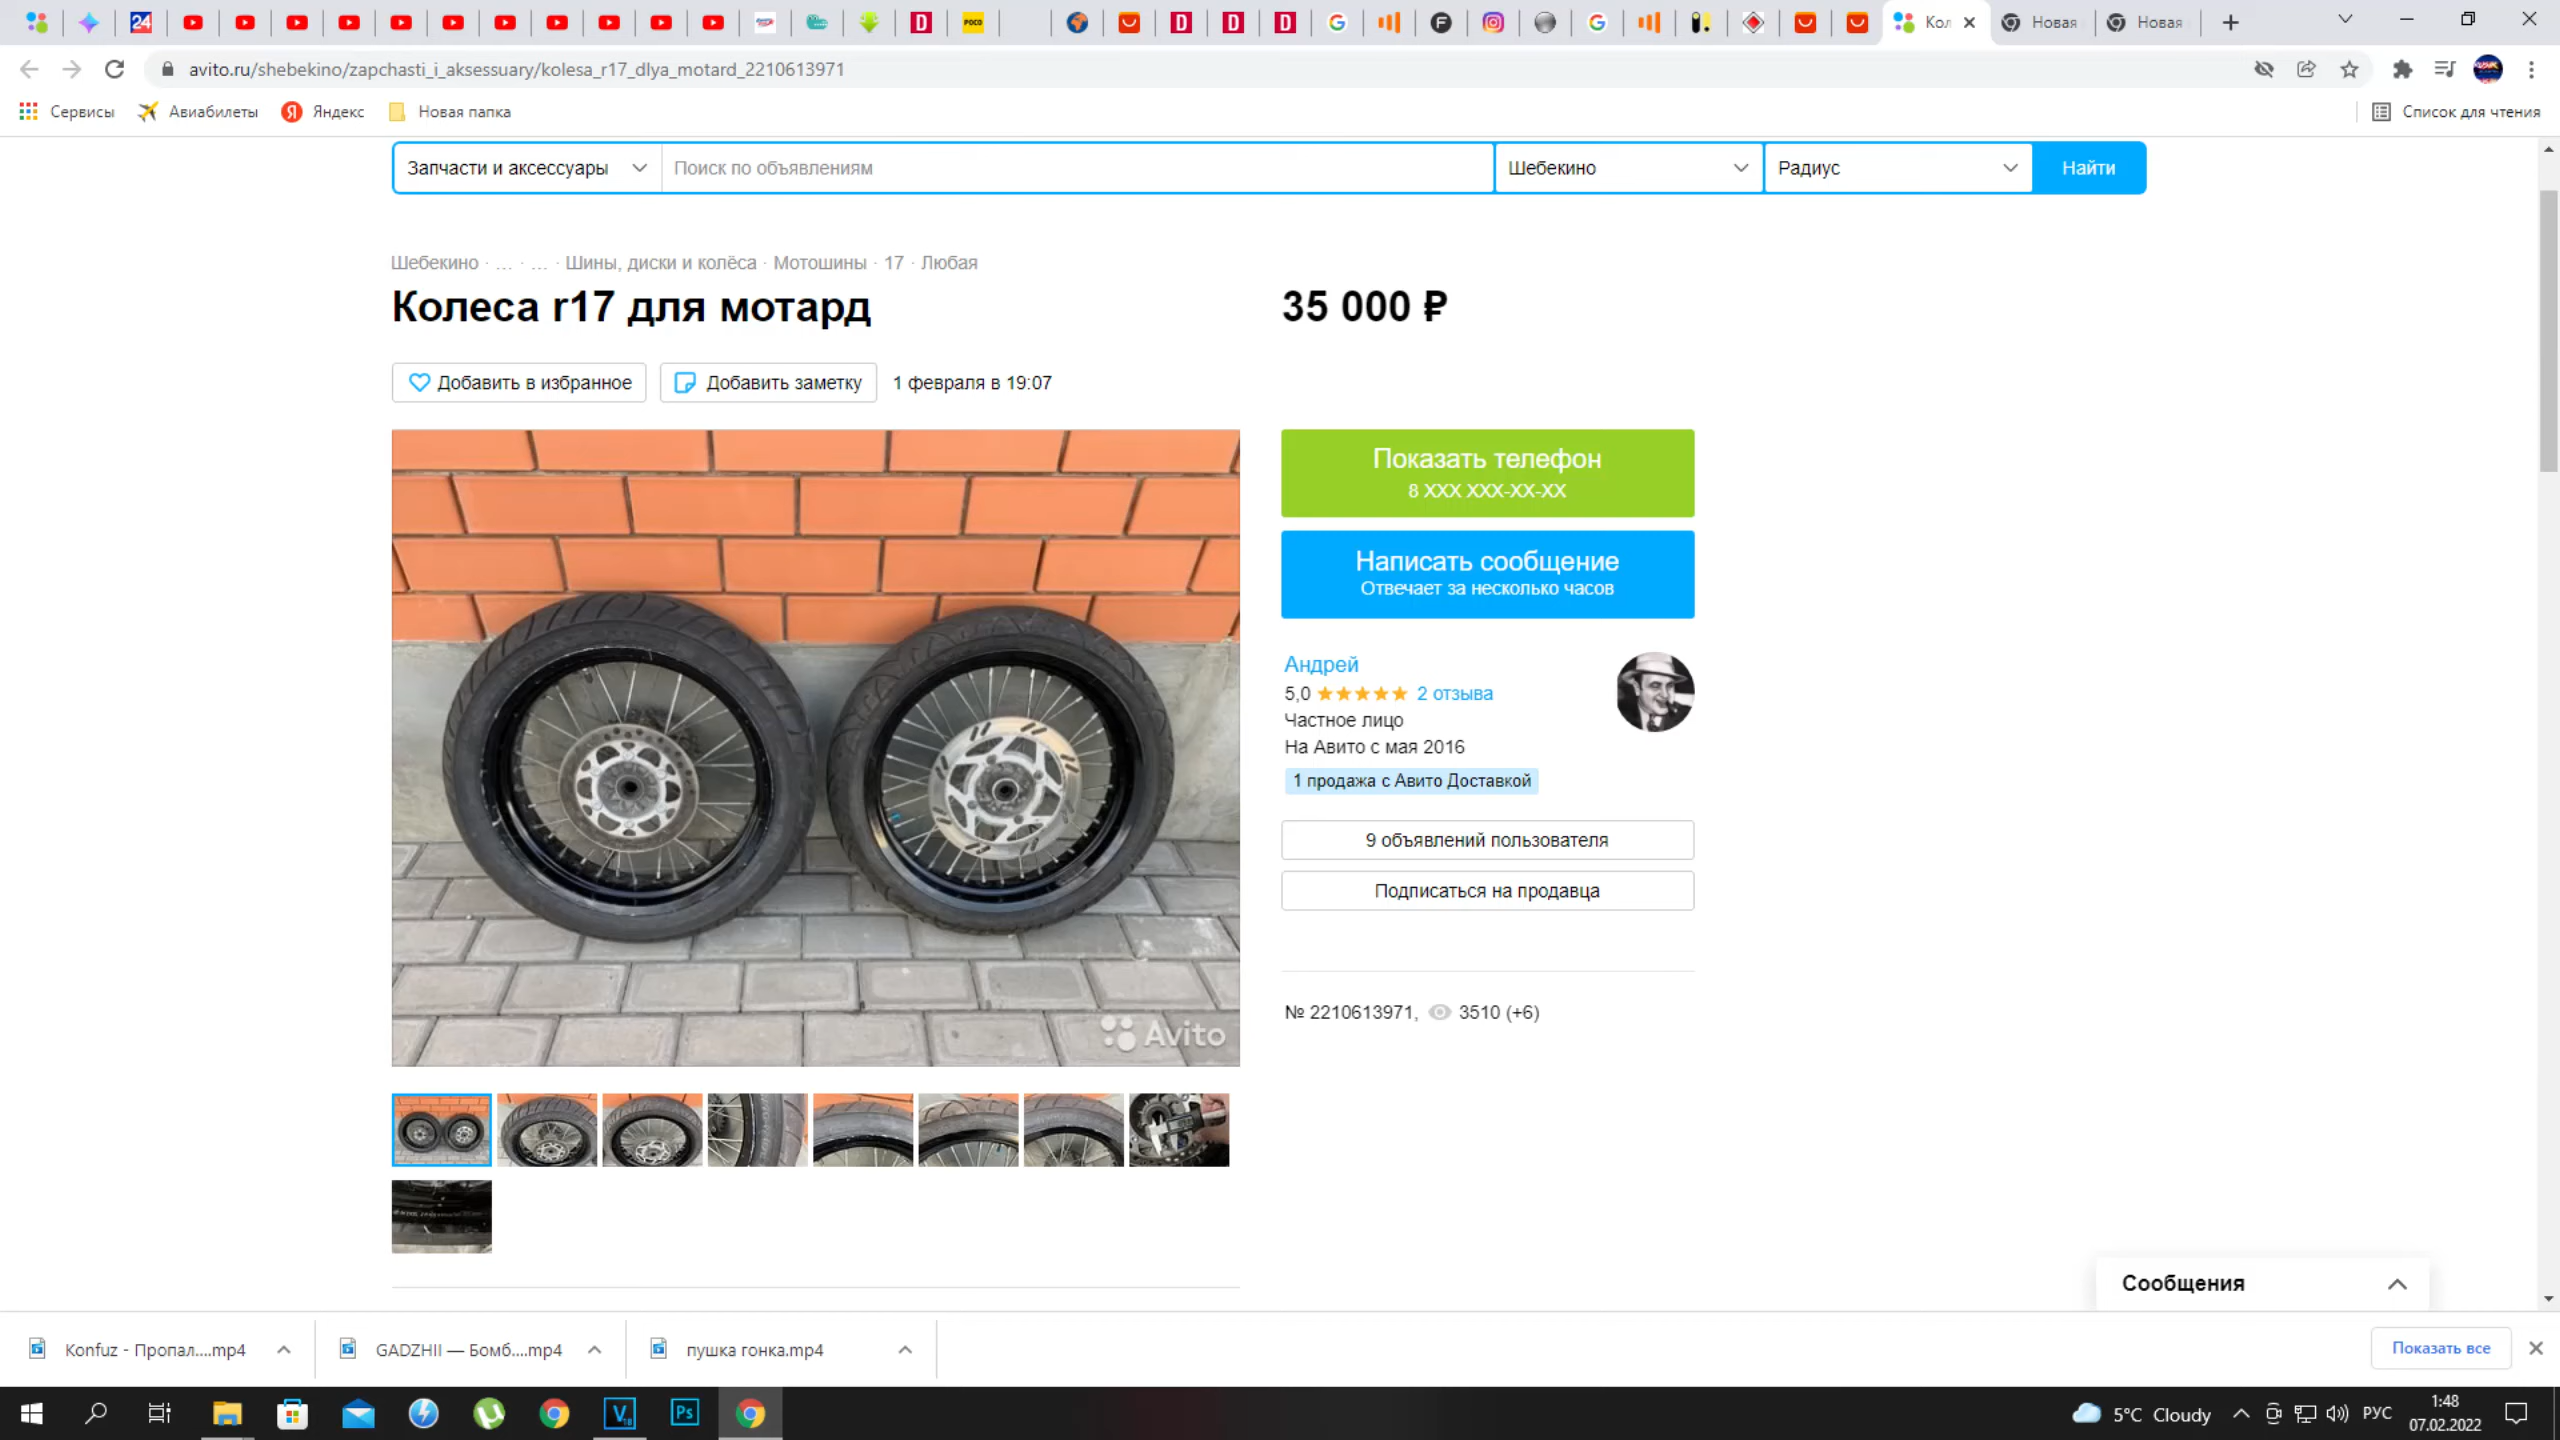 24
D
POCO
D
D
D
G
F
G
Кол
Новая
Новая
avito.ru/shebekino/zapchasti_i_aksessuary/kolesa_r17_dlya_motard_2210613971
Сервисы
Авиабилеты
Я
Яндекс
Новая папка
Список для чтения
Запчасти и аксессуары
Поиск по объявлениям
Шебекино
Радиус
Найти
Шебекино · ... · ... · Шины, диски и колёса · Мотошины · 17 · Любая
Колеса r17 для мотард
35 000 ₽
Добавить в избранное
Добавить заметку
1 февраля в 19:07
Показать телефон
8 XXX XXX-XX-XX
Написать сообщение
Отвечает за несколько часов
Андрей
5,0
2 отзыва
Частное лицо
На Авито с мая 2016
1 продажа с Авито Доставкой
9 объявлений пользователя
Подписаться на продавца
№ 2210613971,
3510 (+6)
Avito
Сообщения
Konfuz - Пропал....mp4
GADZHII — Бомб....mp4
пушка гонка.mp4
Показать все
V
18
Ps
5°C Cloudy
РУС
1:48
07.02.2022